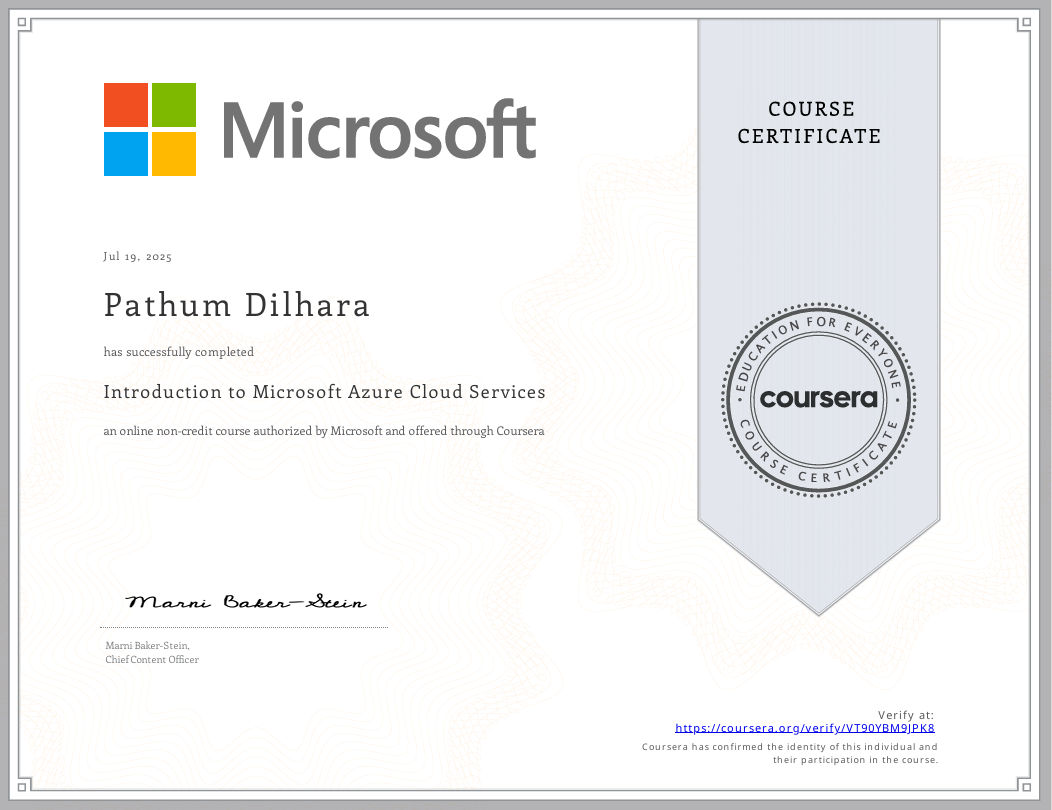 Microsoft
COURSE
CERTIFICATE
Jul 19, 2025
Pathum Dilhara
has successfully completed
Introduction to Microsoft Azure Cloud Services
an online non-credit course authorized by Microsoft and offered through Coursera
EDUCATION FOR EVERYONE
coursera
COURSE CERTIFICATE
Marni Baker-Stein
Marni Baker-Stein,
Chief Content Officer
Verify at:
https://coursera.org/verify/VT90YBM9JPK8
Coursera has confirmed the identity of this individual and
their participation in the course.